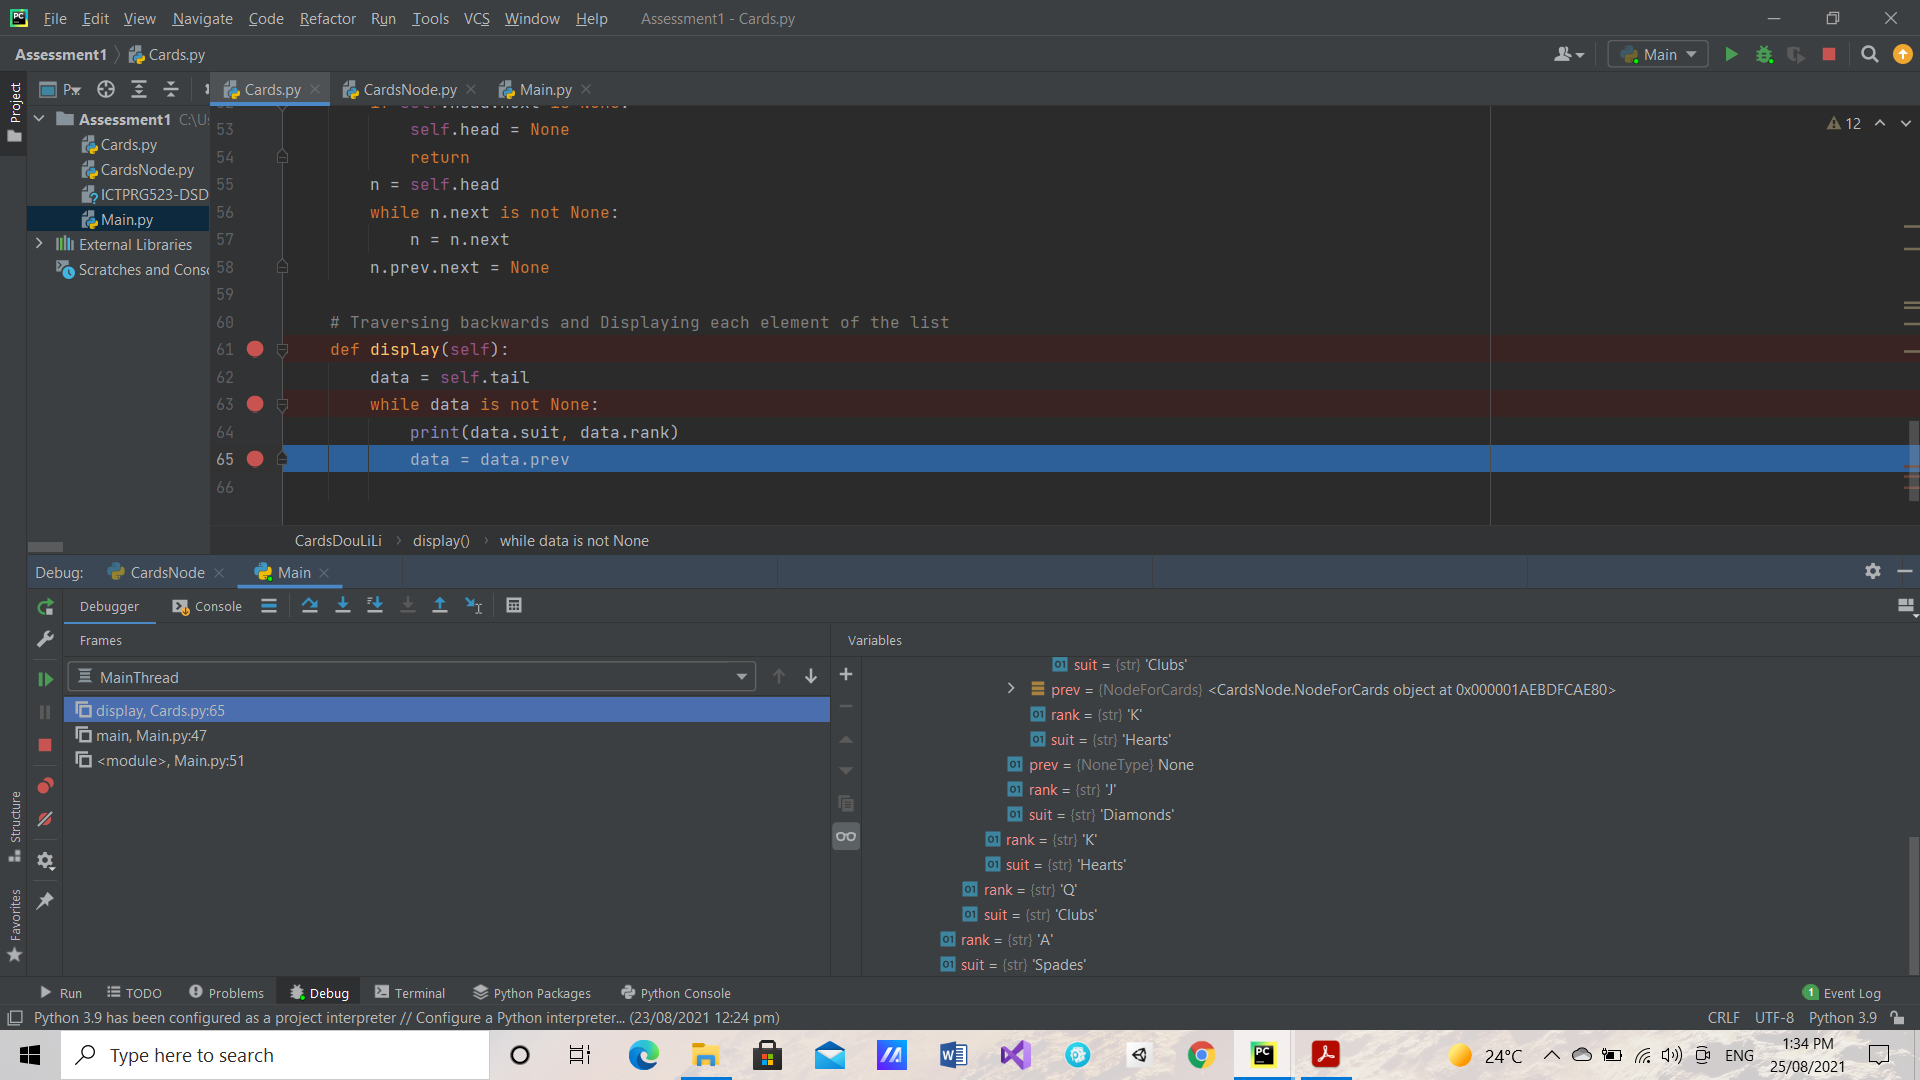 File Edit View Navigate Code Refactor Run Tools VCS Window Help Assessment1 - Cards.py
Assessment1 Cards.py Main
Project P... Cards.py CardsNode.py Main.py
Assessment1 C:\U
Cards.py
CardsNode.py
ICTPRG523-DSD
Main.py
External Libraries
Scratches and Conso
12
53 self.head = None
54 return
55 n = self.head
56 while n.next is not None:
57 n = n.next
58 n.prev.next = None
59
60 # Traversing backwards and Displaying each element of the list
61 def display(self):
62 data = self.tail
63 while data is not None:
64 print(data.suit, data.rank)
65 data = data.prev
66
CardsDouLiLi display() while data is not None
Debug: CardsNode Main
Debugger Console
Frames
MainThread
display, Cards.py:65
main, Main.py:47
<module>, Main.py:51
Variables
suit = {str} 'Clubs'
prev = {NodeForCards} <CardsNode.NodeForCards object at 0x000001AEBDFCAE80>
rank = {str} 'K'
suit = {str} 'Hearts'
prev = {NoneType} None
rank = {str} 'J'
suit = {str} 'Diamonds'
rank = {str} 'K'
suit = {str} 'Hearts'
rank = {str} 'Q'
suit = {str} 'Clubs'
rank = {str} 'A'
suit = {str} 'Spades'
Structure
Favorites
Run TODO Problems Debug Terminal Python Packages Python Console 1 Event Log
Python 3.9 has been configured as a project interpreter // Configure a Python interpreter... (23/08/2021 12:24 pm) CRLF UTF-8 Python 3.9
Type here to search 24°C ENG 1:34 PM
25/08/2021